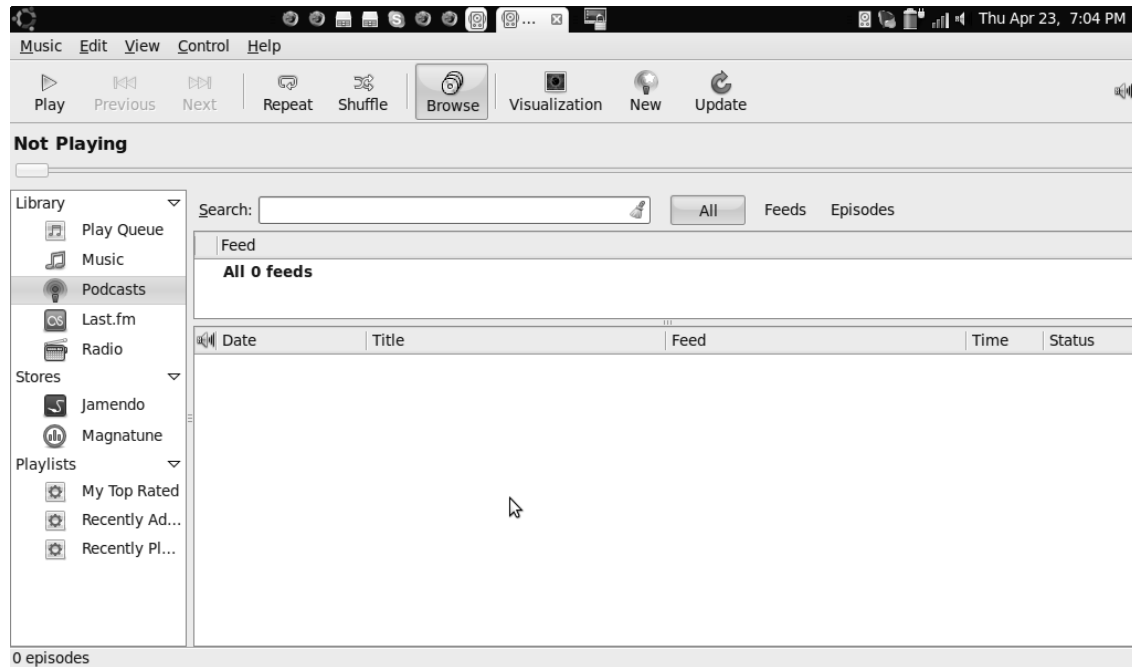 ... Thu Apr 23, 7:04 PM
Music Edit View Control Help
Play Previous Next Repeat Shuffle Browse Visualization New Update
Not Playing
Library
Play Queue
Music
Podcasts
Last.fm
Radio
Stores
Jamendo
Magnatune
Playlists
My Top Rated
Recently Ad...
Recently Pl...
Search: All Feeds Episodes
Feed
All 0 feeds
Date Title Feed Time Status
0 episodes